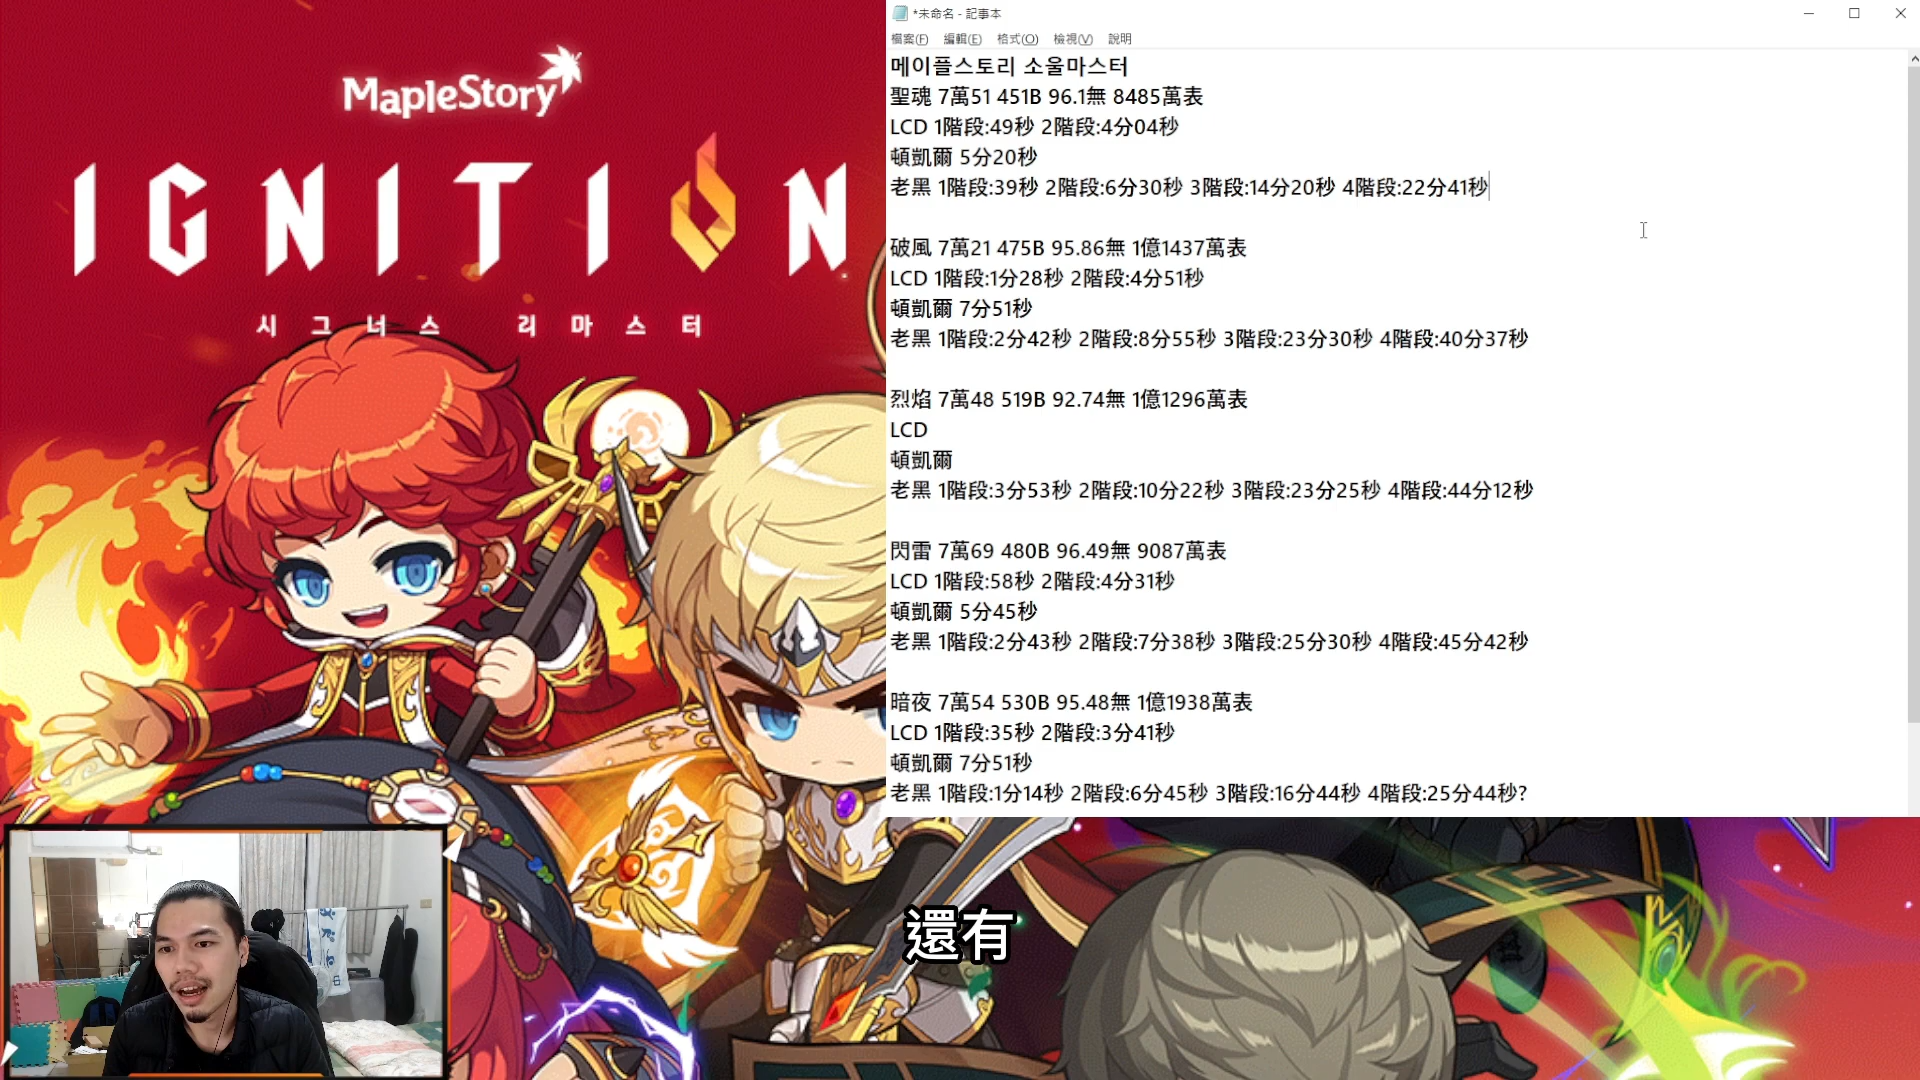 MapleStory
IGNITION
시그너스 리마스터
*未命名 - 記事本
檔案(F) 編輯(E) 格式(O) 檢視(V) 說明
메이플스토리 소울마스터
聖魂 7萬51 451B 96.1無 8485萬表
LCD 1階段:49秒 2階段:4分04秒
頓凱爾 5分20秒
老黑 1階段:39秒 2階段:6分30秒 3階段:14分20秒 4階段:22分41秒
破風 7萬21 475B 95.86無 1億1437萬表
LCD 1階段:1分28秒 2階段:4分51秒
頓凱爾 7分51秒
老黑 1階段:2分42秒 2階段:8分55秒 3階段:23分30秒 4階段:40分37秒
烈焰 7萬48 519B 92.74無 1億1296萬表
LCD
頓凱爾
老黑 1階段:3分53秒 2階段:10分22秒 3階段:23分25秒 4階段:44分12秒
閃雷 7萬69 480B 96.49無 9087萬表
LCD 1階段:58秒 2階段:4分31秒
頓凱爾 5分45秒
老黑 1階段:2分43秒 2階段:7分38秒 3階段:25分30秒 4階段:45分42秒
暗夜 7萬54 530B 95.48無 1億1938萬表
LCD 1階段:35秒 2階段:3分41秒
頓凱爾 7分51秒
老黑 1階段:1分14秒 2階段:6分45秒 3階段:16分44秒 4階段:25分44秒?
還有